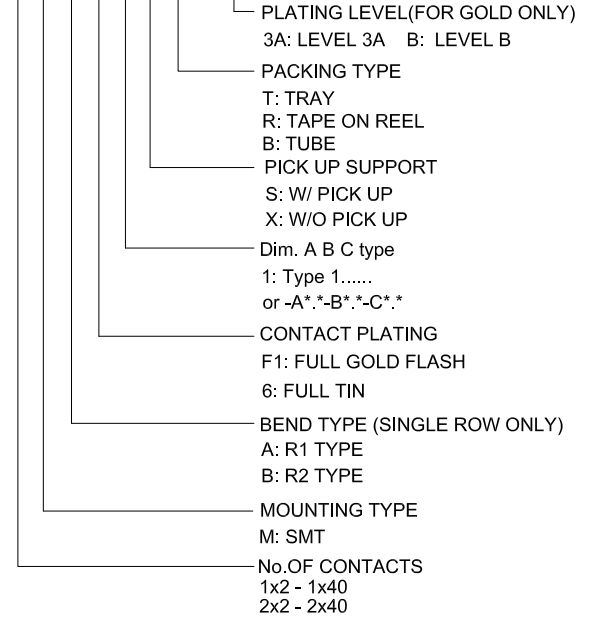 PLATING LEVEL(FOR GOLD ONLY)
3A: LEVEL 3A B: LEVEL B
PACKING TYPE
T: TRAY
R: TAPE ON REEL
B: TUBE
PICK UP SUPPORT
S: W/ PICK UP
X: W/O PICK UP
Dim. A B C type
1: Type 1......
or -A*.*-B*.*-C*.*
CONTACT PLATING
F1: FULL GOLD FLASH
6: FULL TIN
BEND TYPE (SINGLE ROW ONLY)
A: R1 TYPE
B: R2 TYPE
MOUNTING TYPE
M: SMT
No.OF CONTACTS
1x2 - 1x40
2x2 - 2x40